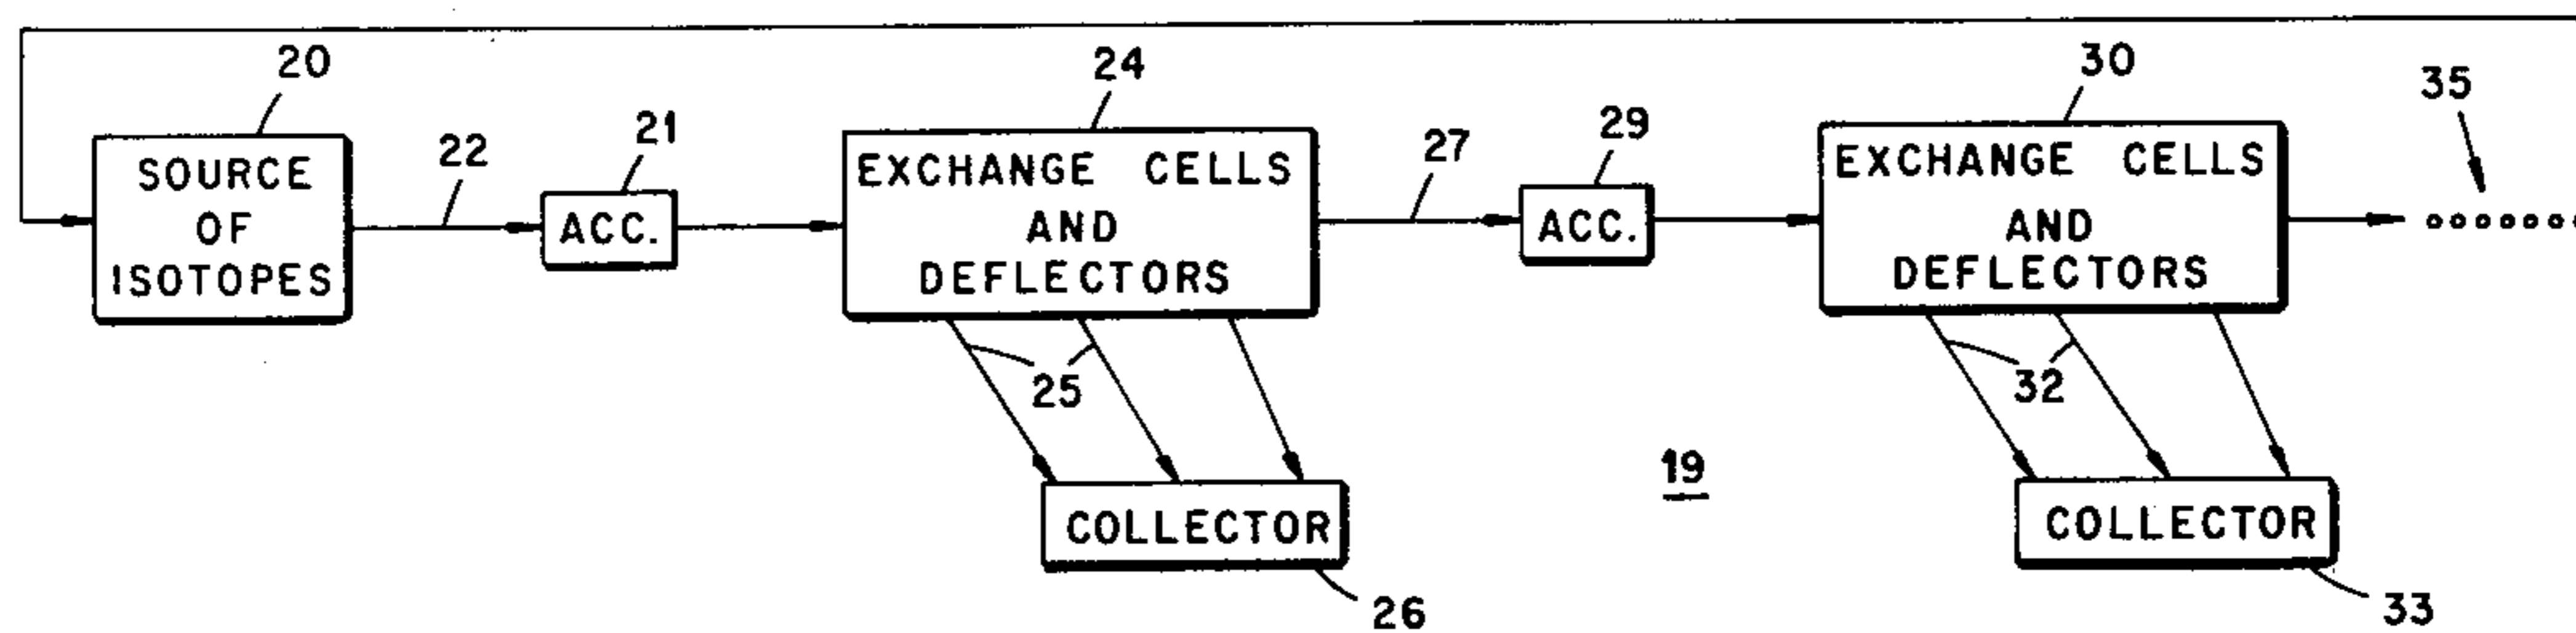 20
24
30
35
21
29
22
27
SOURCE
OF
ISOTOPES
ACC.
EXCHANGE CELLS
AND
DEFLECTORS
ACC.
EXCHANGE CELLS
AND
DEFLECTORS
25
32
19
COLLECTOR
COLLECTOR
26
33